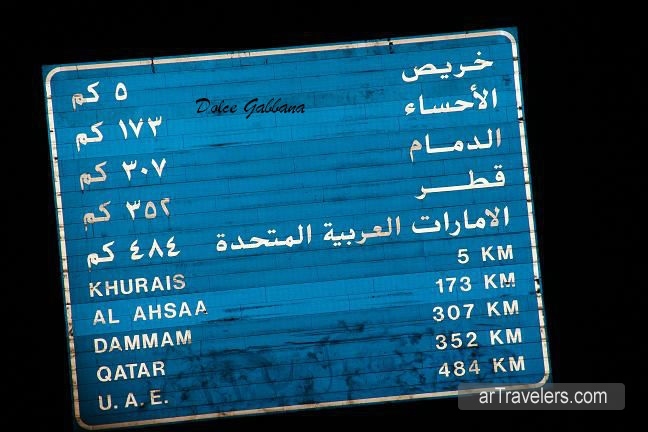 خريص ٥ كم
Dolce Gabbana
الأحساء ١٧٣ كم
الدمام ٣٠٧ كم
قطر ٣٥٢ كم
الامارات العربية المتحدة ٤٨٤ كم
KHURAIS 5 KM
AL AHSAA 173 KM
DAMMAM 307 KM
QATAR 352 KM
U.A.E. 484 KM
arTravelers.com